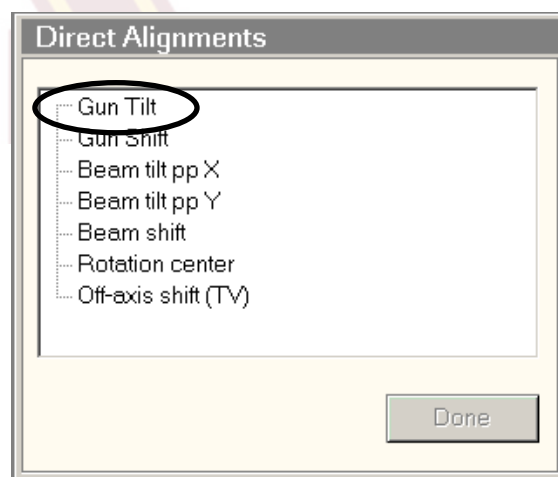 Direct Alignments
Gun Tilt
Gun Shift
Beam tilt pp X
Beam tilt pp Y
Beam shift
Rotation center
Off-axis shift (TV)
Done